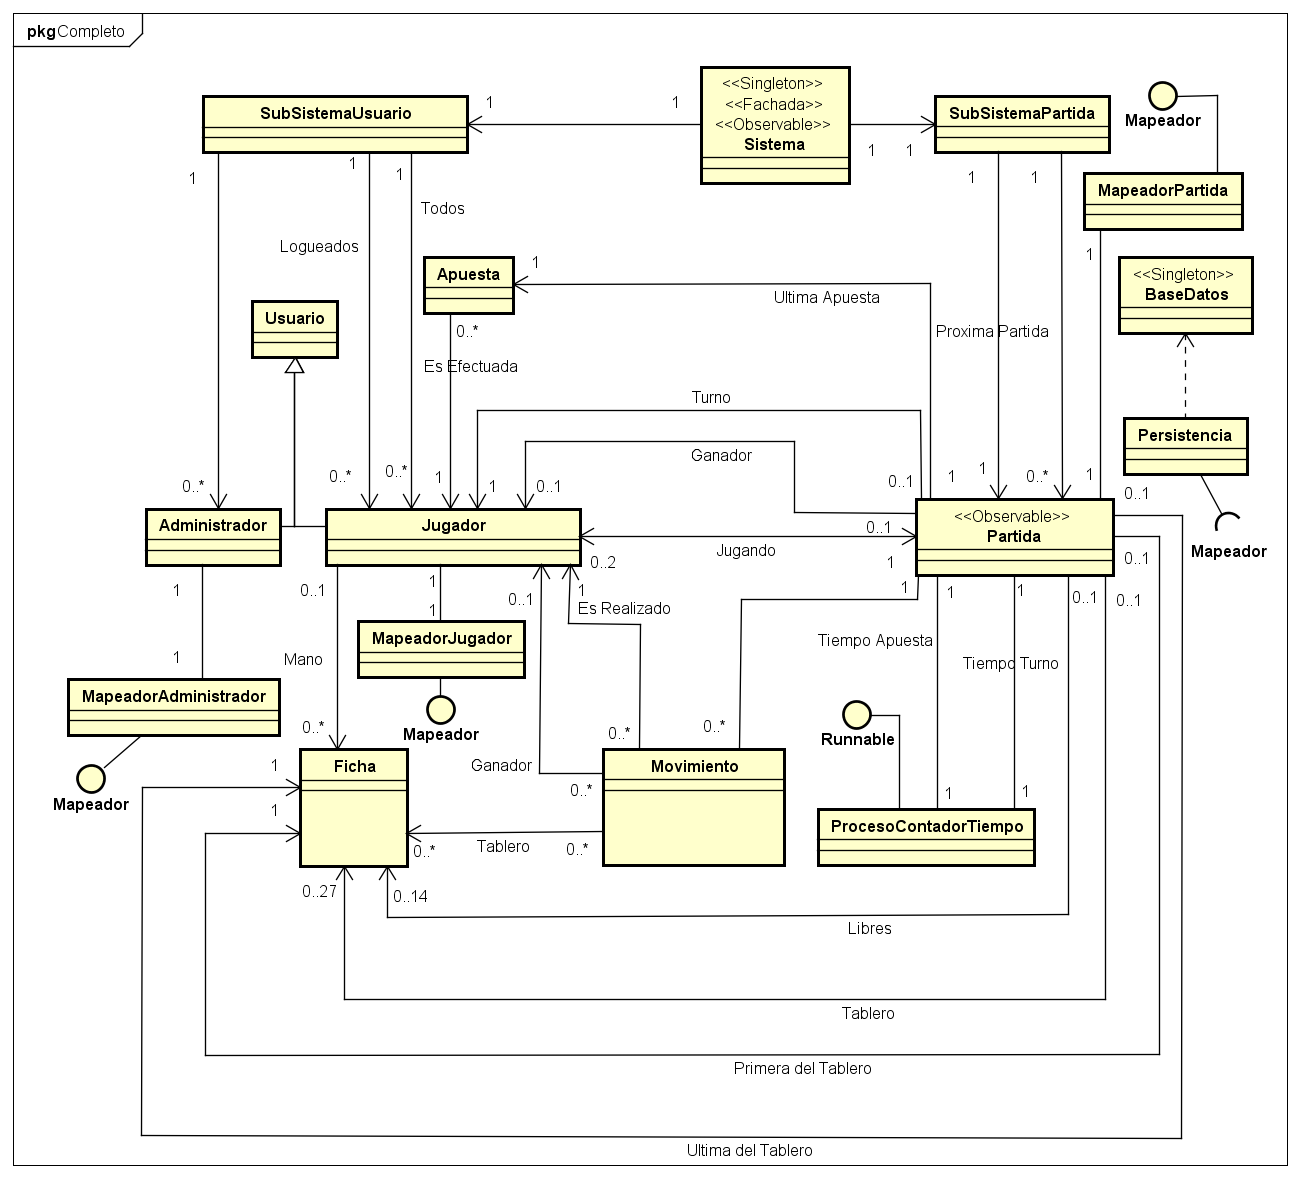 pkg Completo
<<Singleton>>
<<Fachada>>
<<Observable>>
Sistema
SubSistemaUsuario
SubSistemaPartida
1
1
1
1
Mapeador
1
1
1
1
1
MapeadorPartida
Todos
Logueados
1
Apuesta
1
<<Singleton>>
BaseDatos
Ultima Apuesta
Usuario
0..*
Proxima Partida
Es Efectuada
Turno
Persistencia
Ganador
0..*
0..*
0..*
1
1
0..1
0..1
1
1
0..*
1
0..1
Administrador
Jugador
<<Observable>>
Partida
0..1
Jugando
Mapeador
0..2
1
0..1
1
0..1
1
1
0..1
1
Es Realizado
1
1
1
0..1
0..1
MapeadorJugador
Tiempo Apuesta
Mano
1
Tiempo Turno
MapeadorAdministrador
Mapeador
0..*
0..*
0..*
Runnable
Ficha
Ganador
Movimiento
1
Mapeador
0..*
1
1
1
ProcesoContadorTiempo
Tablero
0..*
0..*
0..27
0..14
Libres
Tablero
Primera del Tablero
Ultima del Tablero